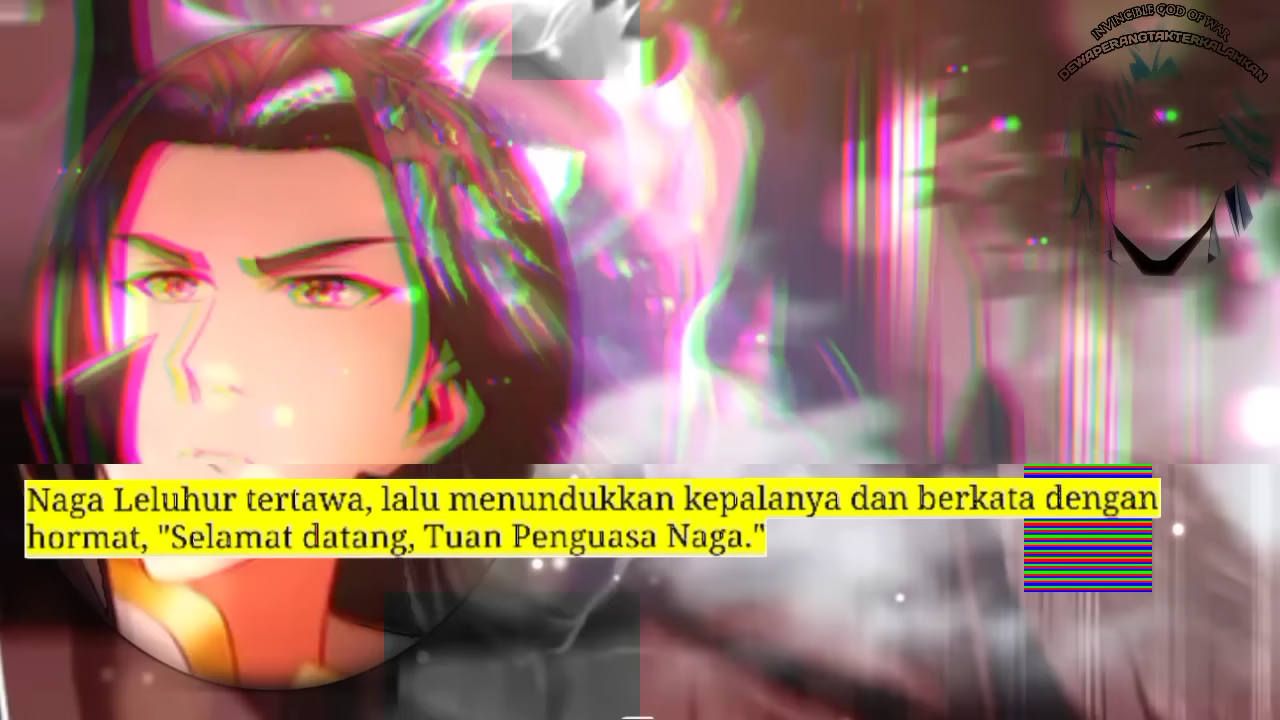 INVINCIBLE GOD OF WAR
DEWAPERANGTAKTERKALAHKAN
Naga Leluhur tertawa, lalu menundukkan kepalanya dan berkata dengan
hormat, "Selamat datang, Tuan Penguasa Naga."